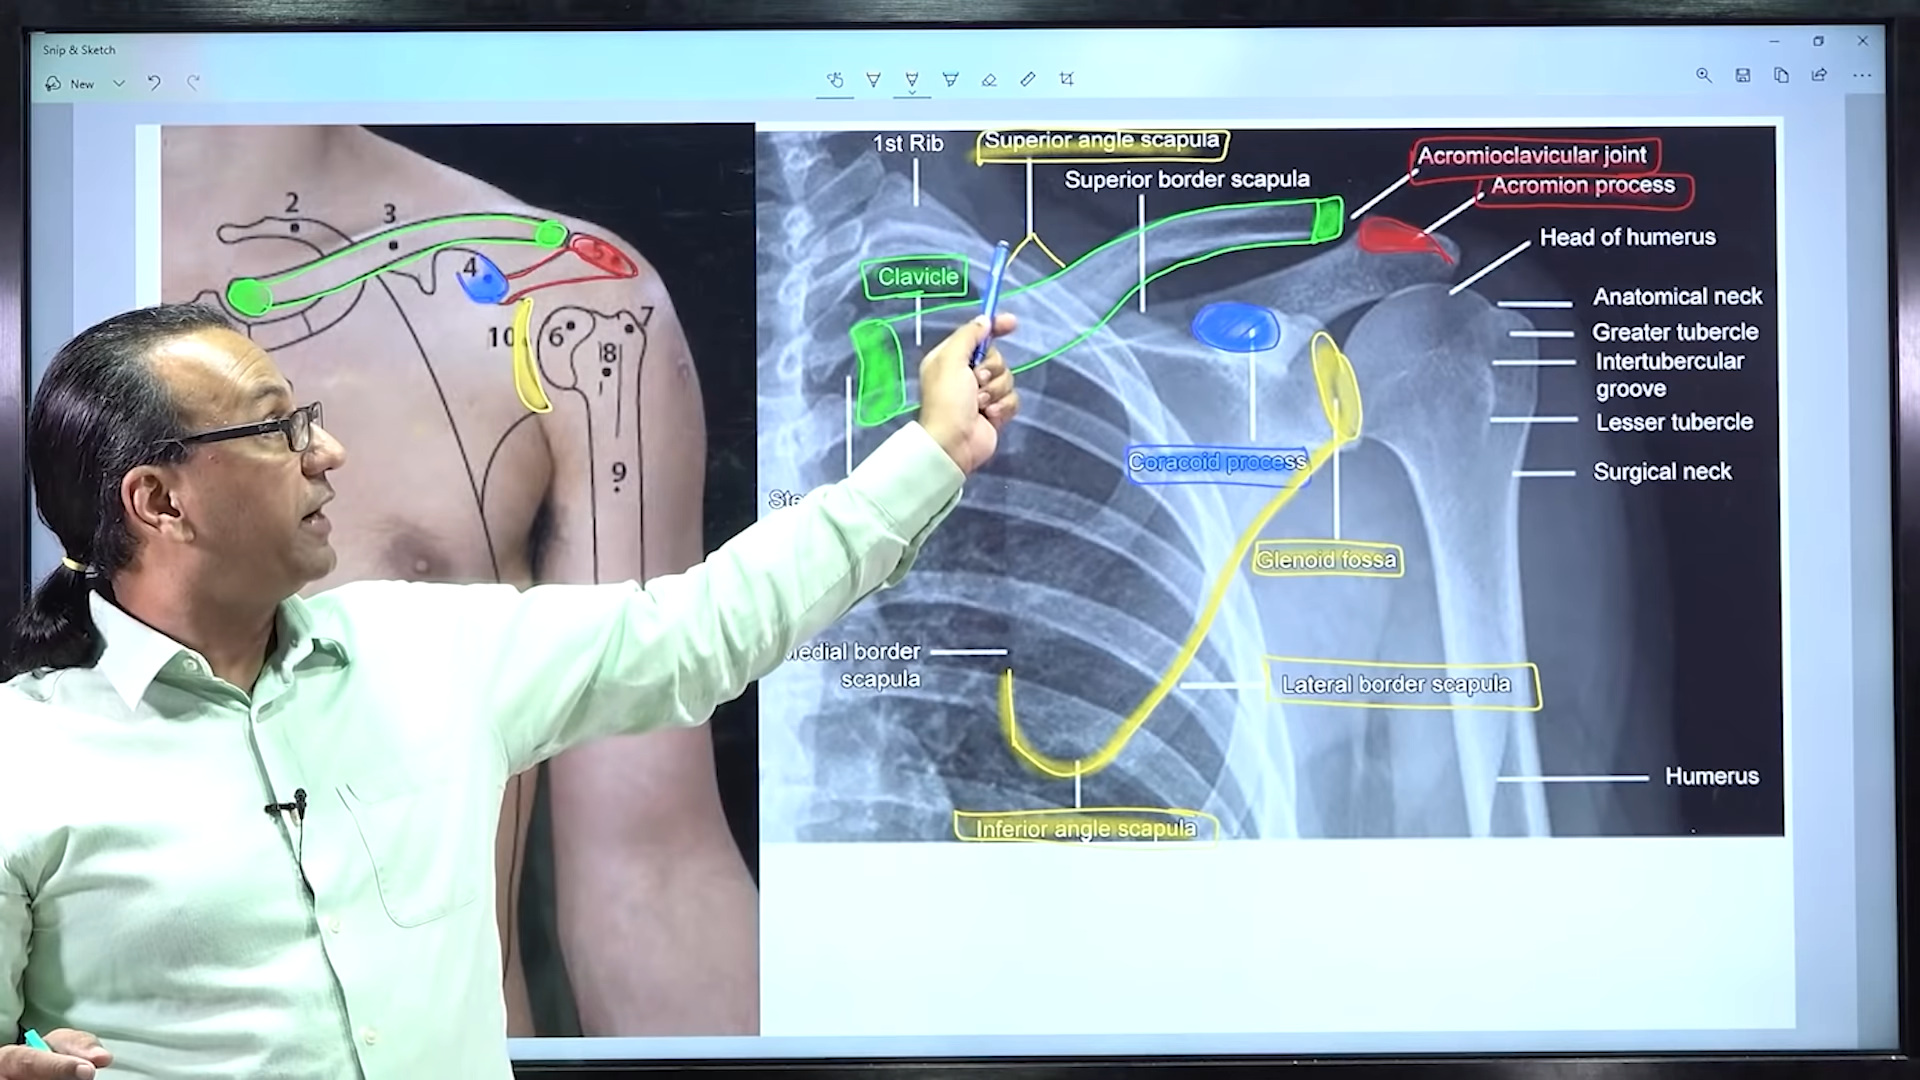 Snip & Sketch
New
2
3
4
10
6
7
8
9
1st Rib
Superior angle scapula
Superior border scapula
Acromioclavicular joint
Acromion process
Head of humerus
Clavicle
Anatomical neck
Greater tubercle
Intertubercular
groove
Lesser tubercle
Coracoid process
Surgical neck
Glenoid fossa
border
scapula
Lateral border scapula
Humerus
Inferior angle scapula